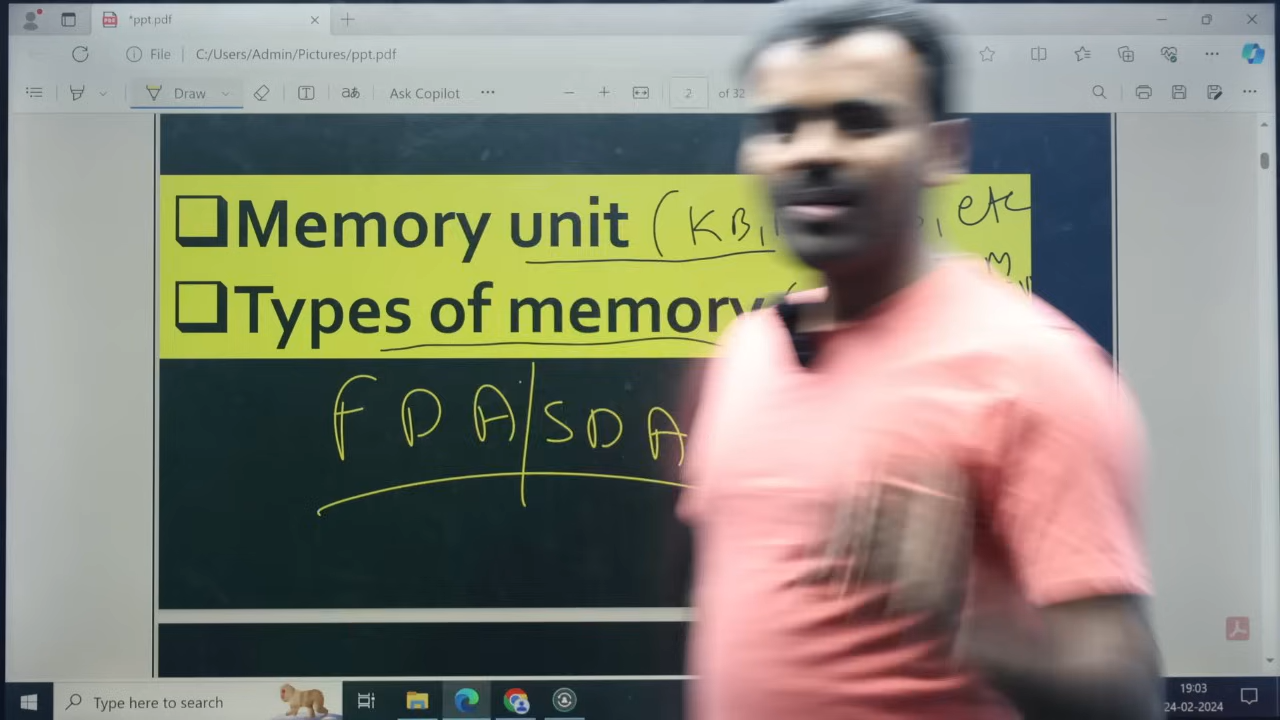 *ppt.pdf
File C:/Users/Admin/Pictures/ppt.pdf
Draw Ask Copilot 2 of 32
Memory unit (KB, , etc
Types of memory
FDA/SDA
Type here to search
19:03
24-02-2024